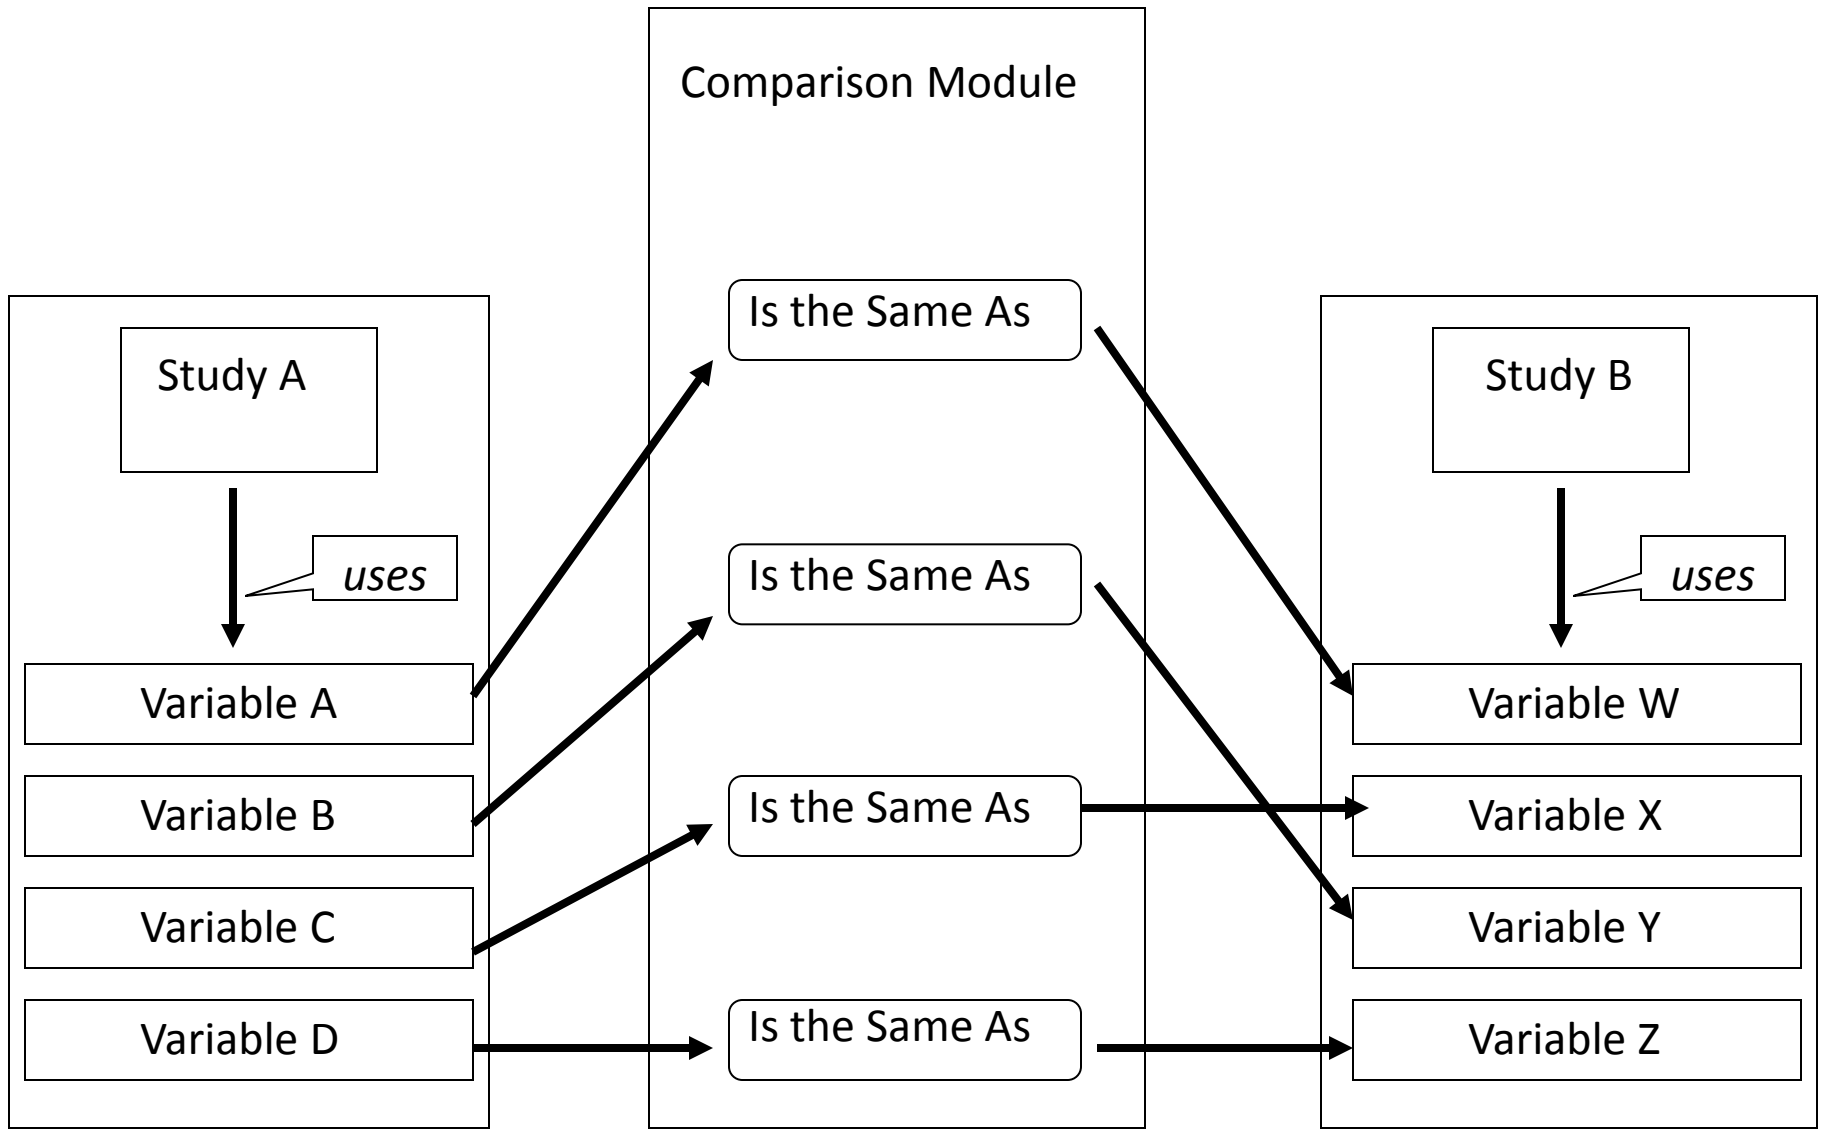 Comparison Module
Is the Same As
Is the Same As
Is the Same As
Is the Same As
Study A
uses
Variable A
Variable B
Variable C
Variable D
Study B
uses
Variable W
Variable X
Variable Y
Variable Z